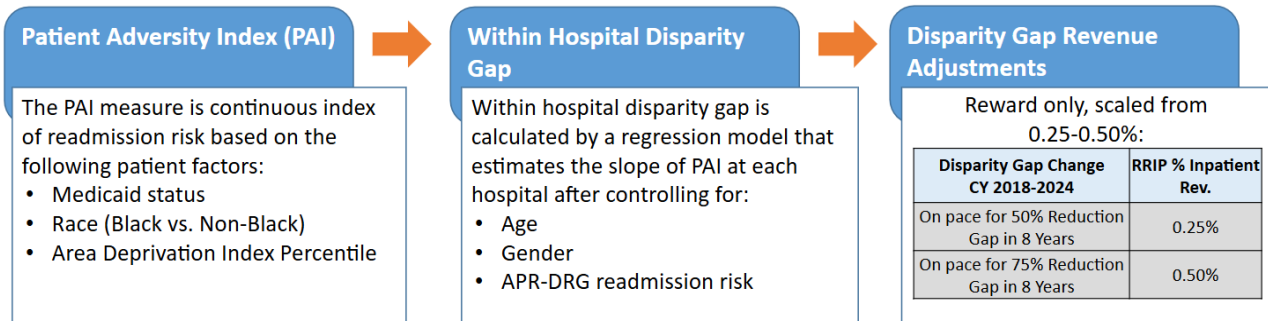 Patient Adversity Index (PAI)
The PAI measure is continuous index
of readmission risk based on the
following patient factors:
• Medicaid status
• Race (Black vs. Non-Black)
• Area Deprivation Index Percentile
Within Hospital Disparity
Gap
Within hospital disparity gap is
calculated by a regression model that
estimates the slope of PAI at each
hospital after controlling for:
• Age
• Gender
• APR-DRG readmission risk
Disparity Gap Revenue
Adjustments
Reward only, scaled from
0.25-0.50%:
Disparity Gap Change
CY 2018-2024
RRIP % Inpatient
Rev.
On pace for 50% Reduction
Gap in 8 Years
0.25%
On pace for 75% Reduction
Gap in 8 Years
0.50%